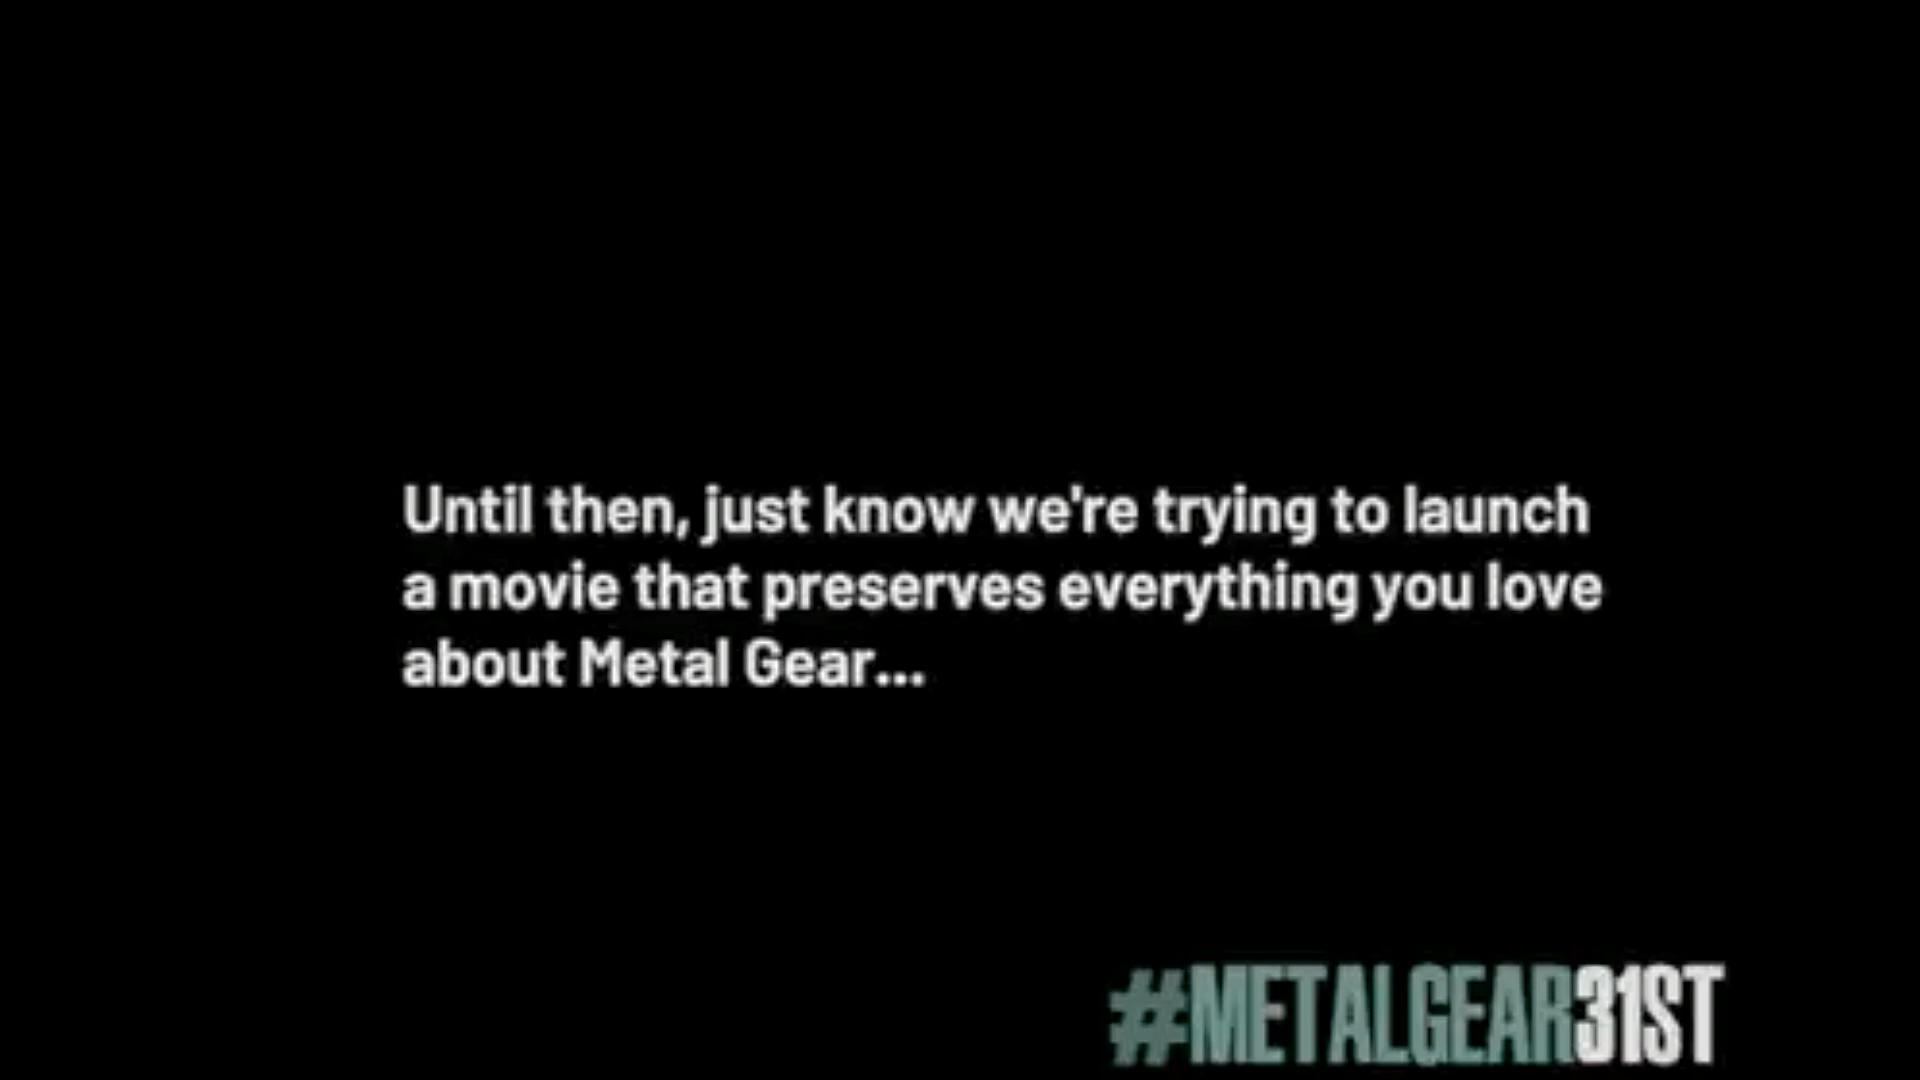 Until then, just know we're trying to launch
a movie that preserves everything you love
about Metal Gear...
#METALGEAR31ST